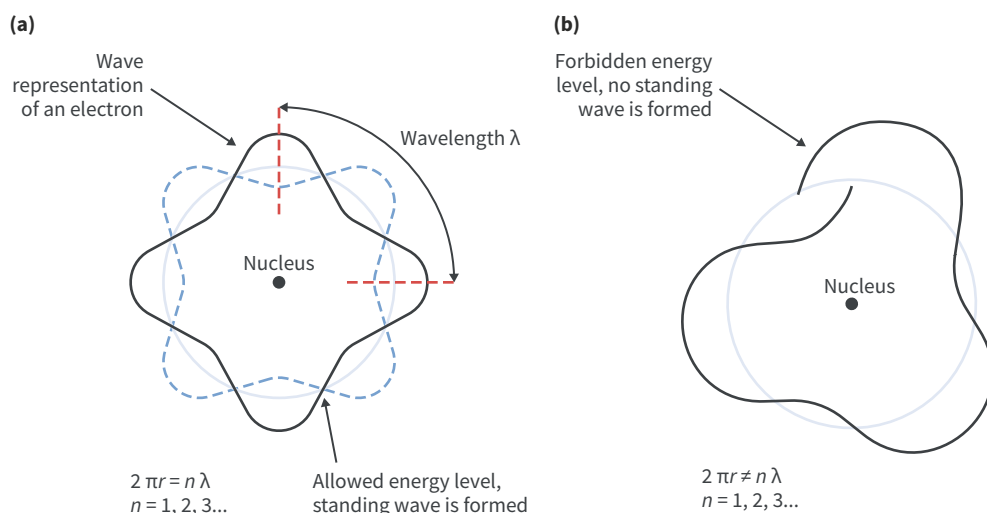 (a)
Wave
representation
of an electron
Wavelength λ
Nucleus
2 πr = n λ
n = 1, 2, 3...
Allowed energy level,
standing wave is formed
(b)
Forbidden energy
level, no standing
wave is formed
Nucleus
2 πr ≠ n λ
n = 1, 2, 3...